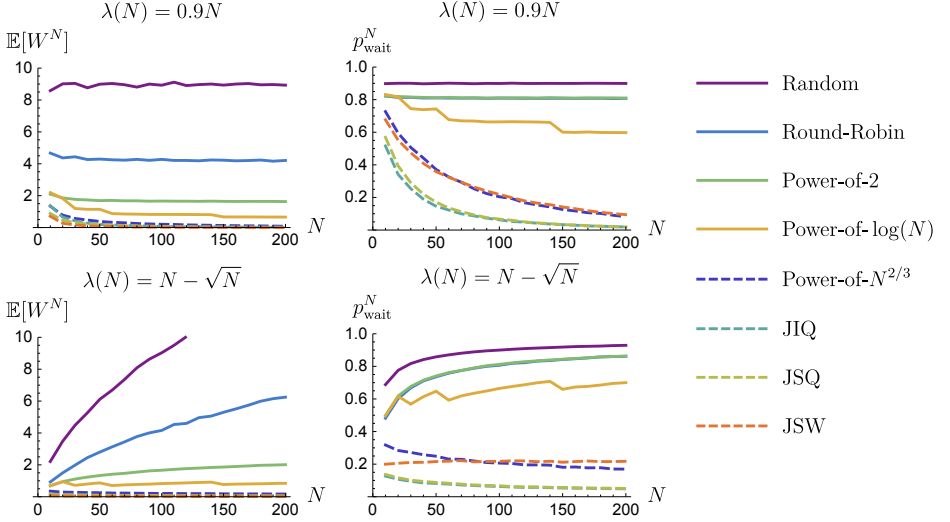 λ(N) = 0.9N
𝔼[W^N]
10
8
6
4
2
0
50
100
150
200
N
λ(N) = 0.9N
p_wait^N
1.0
0.8
0.6
0.4
0.2
0
50
100
150
200
N
λ(N) = N − √N
𝔼[W^N]
10
8
6
4
2
0
50
100
150
200
N
λ(N) = N − √N
p_wait^N
1.0
0.8
0.6
0.4
0.2
0
50
100
150
200
N
Random
Round-Robin
Power-of-2
Power-of-log(N)
Power-of-N^{2/3}
JIQ
JSQ
JSW